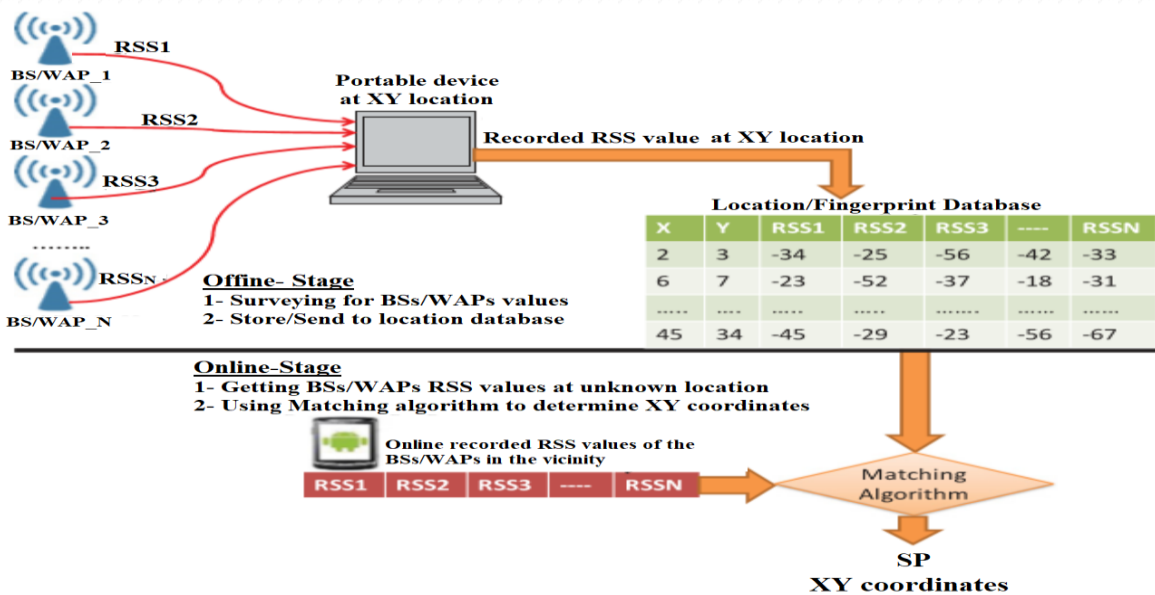 RSS1
BS/WAP_1
RSS2
BS/WAP_2
RSS3
BS/WAP_3
........
RSSN
BS/WAP_N
Portable device
at XY location
Recorded RSS value at XY location
Location/Fingerprint Database
X Y RSS1 RSS2 RSS3 ---- RSSN
2 3 -34 -25 -56 -42 -33
6 7 -23 -52 -37 -18 -31
..... .... ..... ..... ....... ...... ......
45 34 -45 -29 -23 -56 -67
Offine- Stage
1- Surveying for BSs/WAPs values
2- Store/Send to location database
Online-Stage
1- Getting BSs/WAPs RSS values at unknown location
2- Using Matching algorithm to determine XY coordinates
Online recorded RSS values of the
BSs/WAPs in the vicinity
RSS1 RSS2 RSS3 ---- RSSN
Matching
Algorithm
SP
XY coordinates